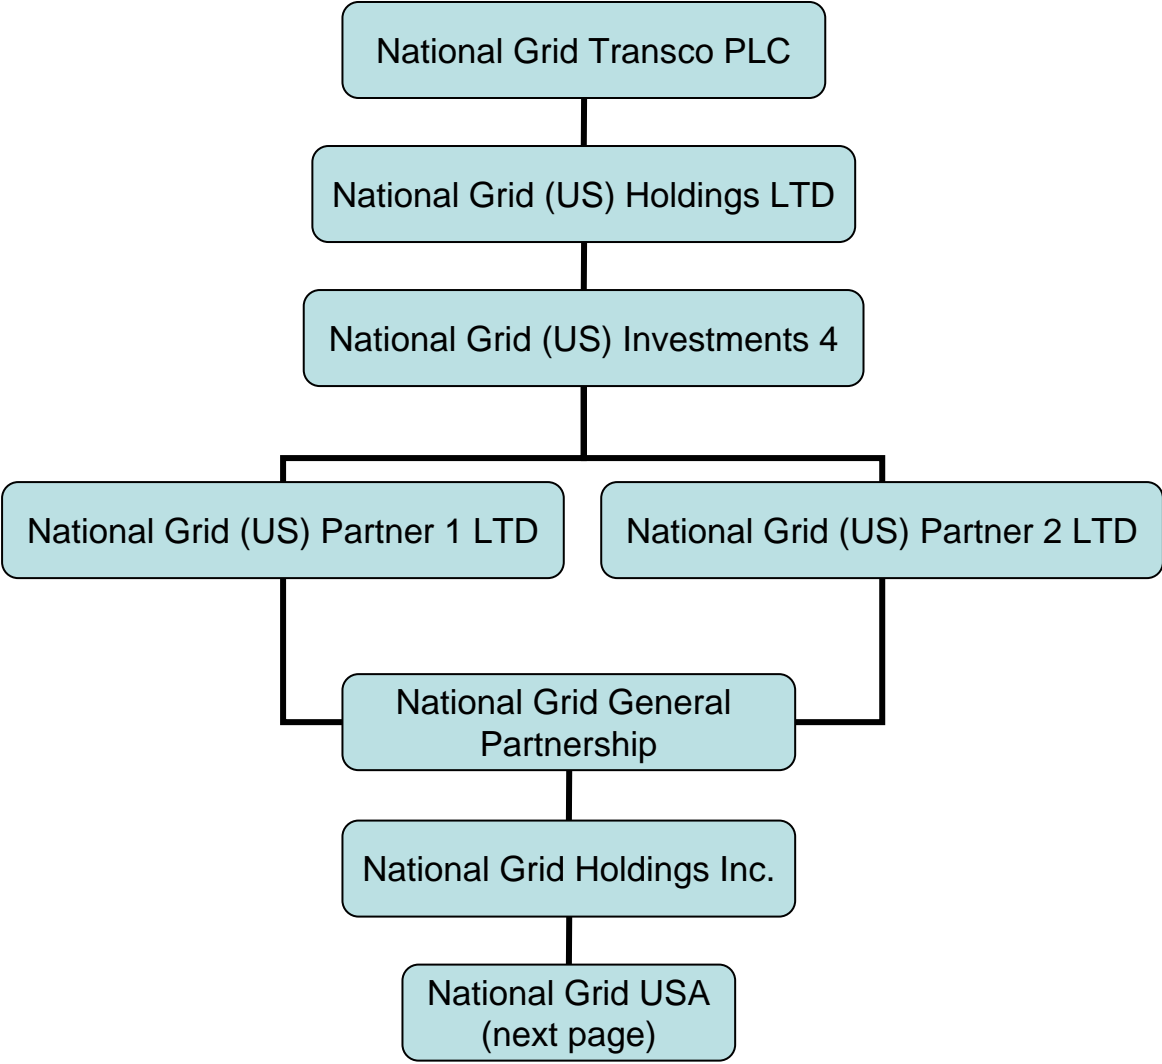 National Grid Transco PLC
National Grid (US) Holdings LTD
National Grid (US) Investments 4
National Grid (US) Partner 1 LTD
National Grid (US) Partner 2 LTD
National Grid General
Partnership
National Grid Holdings Inc.
National Grid USA
(next page)